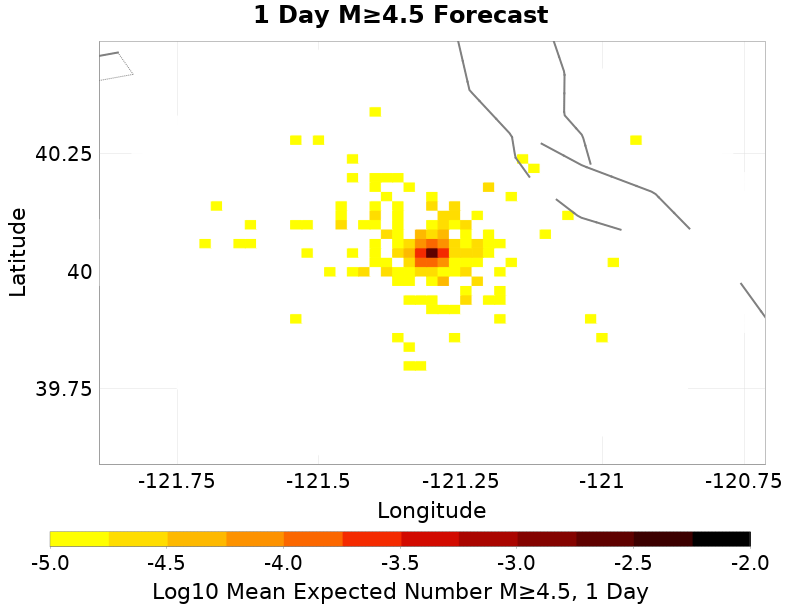 1 Day M≥4.5 Forecast
40.25
40
39.75
Latitude
-121.75 -121.5 -121.25 -121 -120.75
Longitude
-5.0 -4.5 -4.0 -3.5 -3.0 -2.5 -2.0
Log10 Mean Expected Number M≥4.5, 1 Day